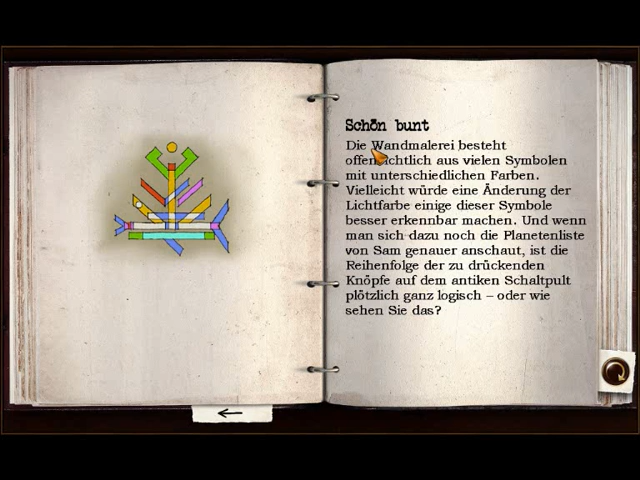 Schön bunt
Die Wandmalerei besteht
offensichtlich aus vielen Symbolen
mit unterschiedlichen Farben.
Vielleicht würde eine Änderung der
Lichtfarbe einige dieser Symbole
besser erkennbar machen. Und wenn
man sich dazu noch die Planetenliste
von Sam genauer anschaut, ist die
Reihenfolge der zu drückenden
Knöpfe auf dem antiken Schaltpult
plötzlich ganz logisch – oder wie
sehen Sie das?